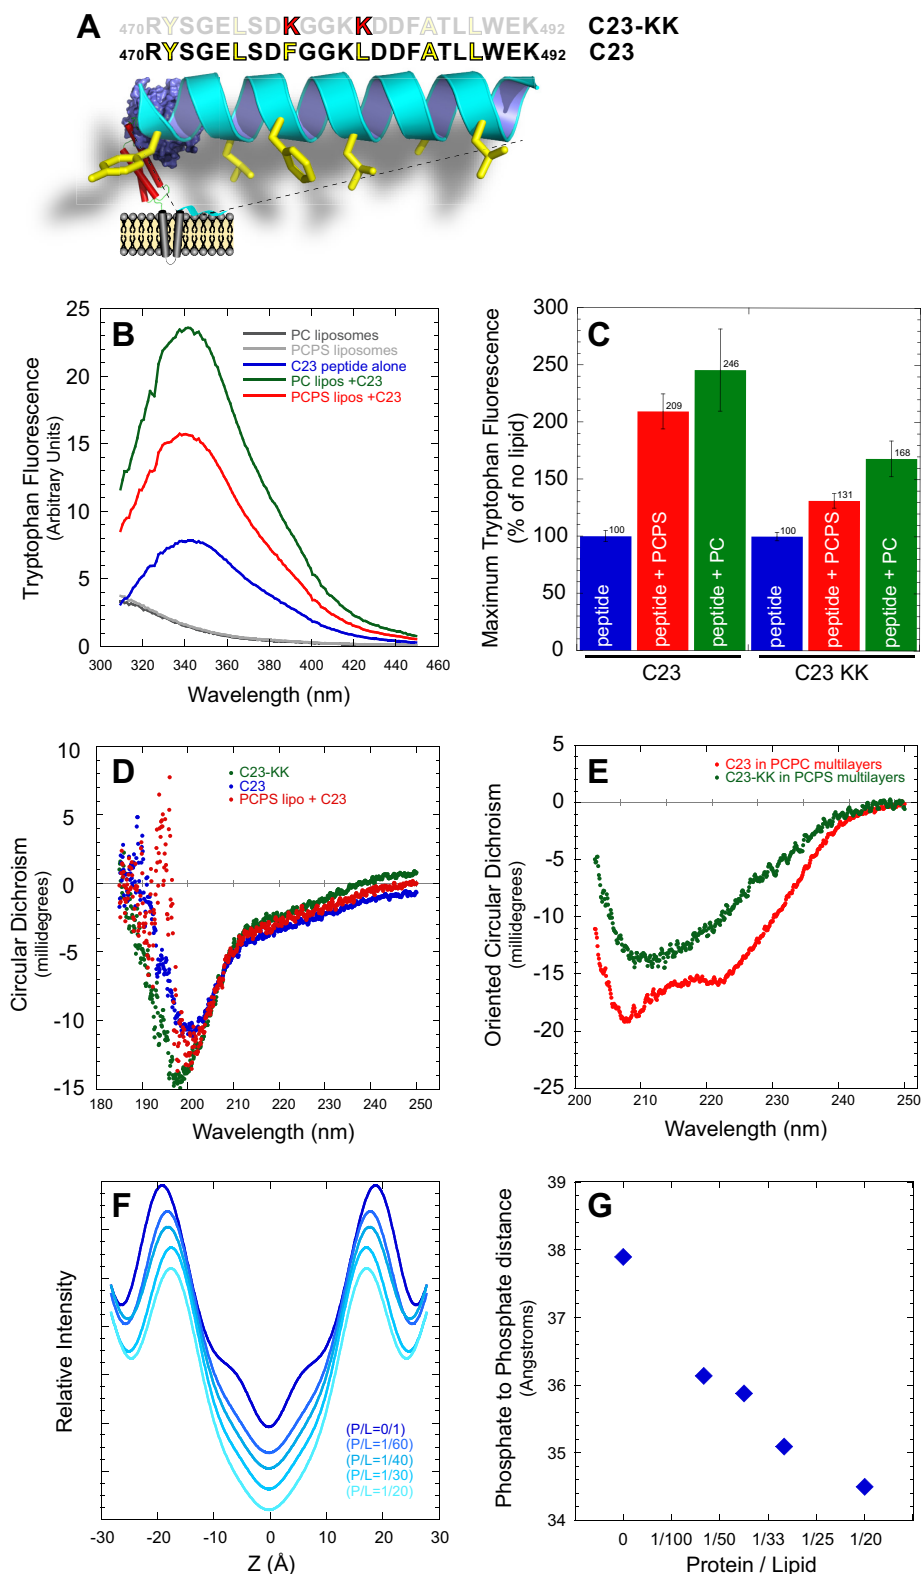 A
470RYSGELSDKGGKKDDFATLLWEK492 C23-KK
470RYSGELSDFGGKLDDFATLLWEK492 C23
B
Tryptophan Fluorescence
(Arbitrary Units)
25
20
15
10
5
0
300 320 340 360 380 400 420 440 460
Wavelength (nm)
PC liposomes
PCPS liposomes
C23 peptide alone
PC lipos +C23
PCPS lipos +C23
C
Maximum Tryptophan Fluorescence
(% of no lipid)
300
250
200
150
100
50
0
100
209
246
100
131
168
peptide
peptide + PCPS
peptide + PC
peptide
peptide + PCPS
peptide + PC
C23 C23 KK
D
Circular Dichroism
(millidegrees)
10
5
0
-5
-10
-15
180 190 200 210 220 230 240 250
Wavelength (nm)
C23-KK
C23
PCPS lipo + C23
E
Oriented Circular Dichroism
(millidegrees)
5
0
-5
-10
-15
-20
-25
200 210 220 230 240 250
Wavelength (nm)
C23 in PCPC multilayers
C23-KK in PCPS multilayers
F
Relative Intensity
(P/L=0/1)
(P/L=1/60)
(P/L=1/40)
(P/L=1/30)
(P/L=1/20)
-30 -20 -10 0 10 20 30
Z (Å)
G
Phosphate to Phosphate distance
(Angstroms)
39
38
37
36
35
34
0 1/100 1/50 1/33 1/25 1/20
Protein / Lipid